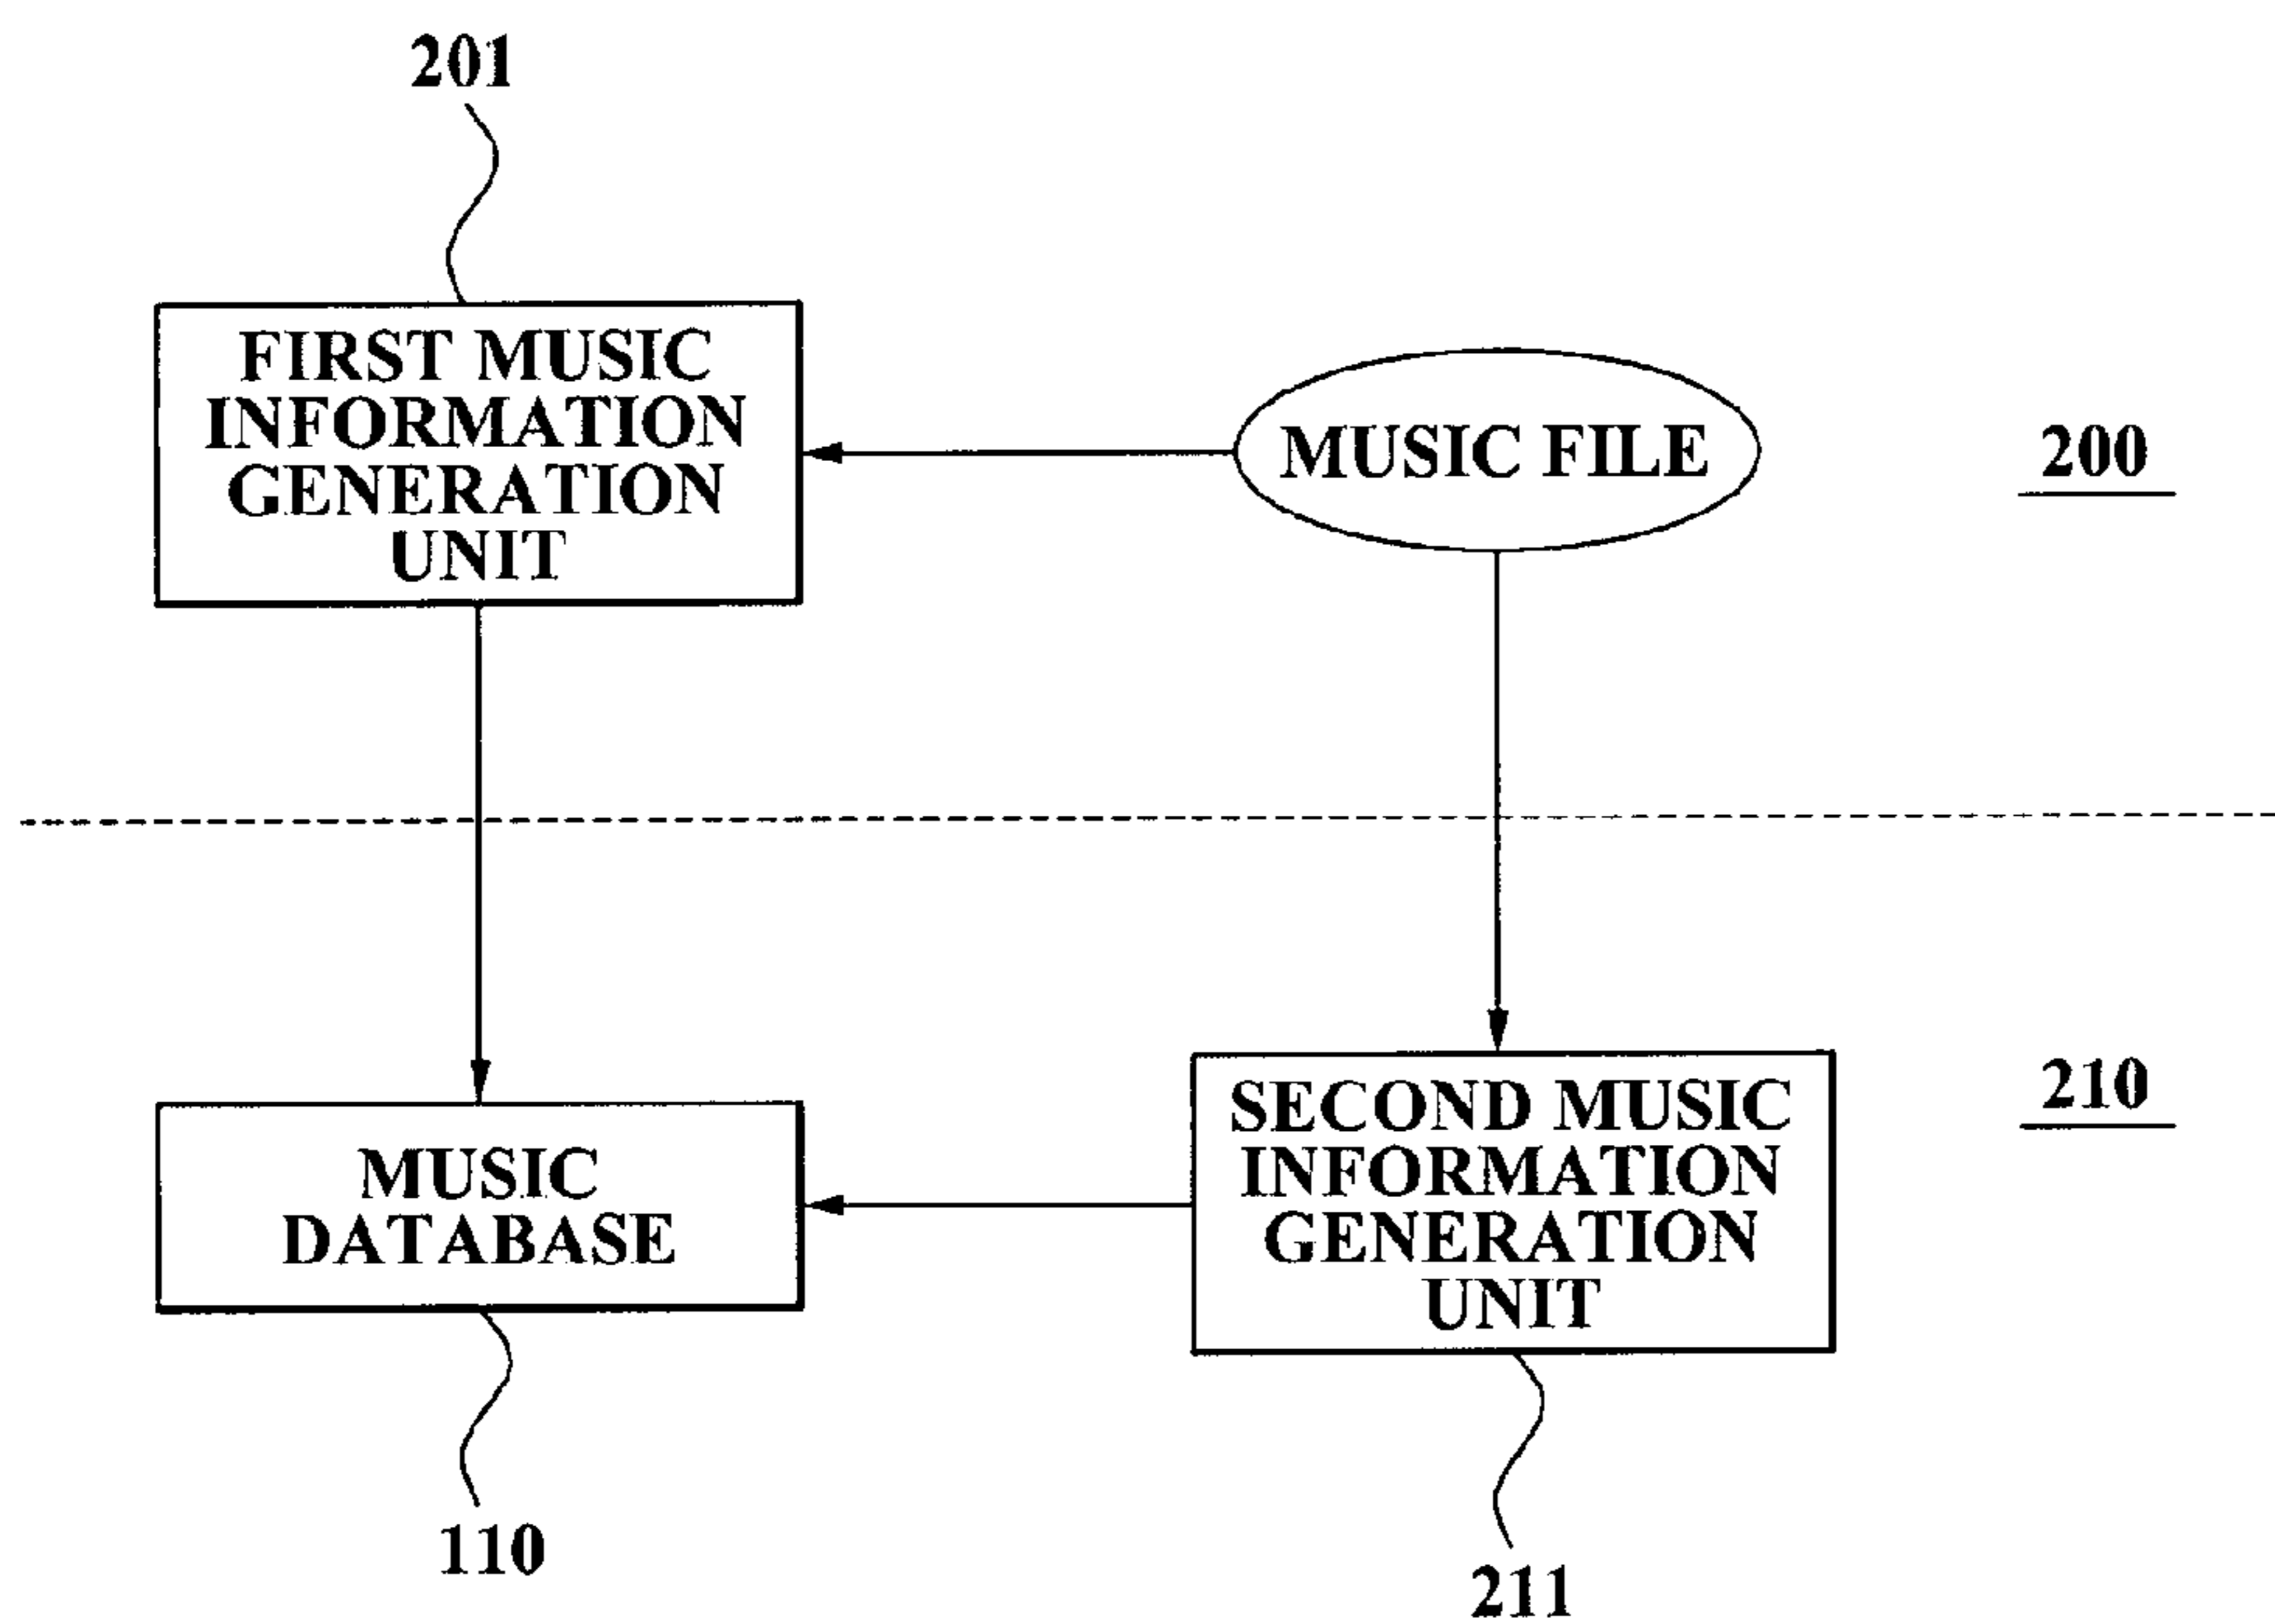 201
FIRST MUSIC
INFORMATION
GENERATION
UNIT
MUSIC FILE
200
MUSIC
DATABASE
SECOND MUSIC
INFORMATION
GENERATION
UNIT
210
110
211